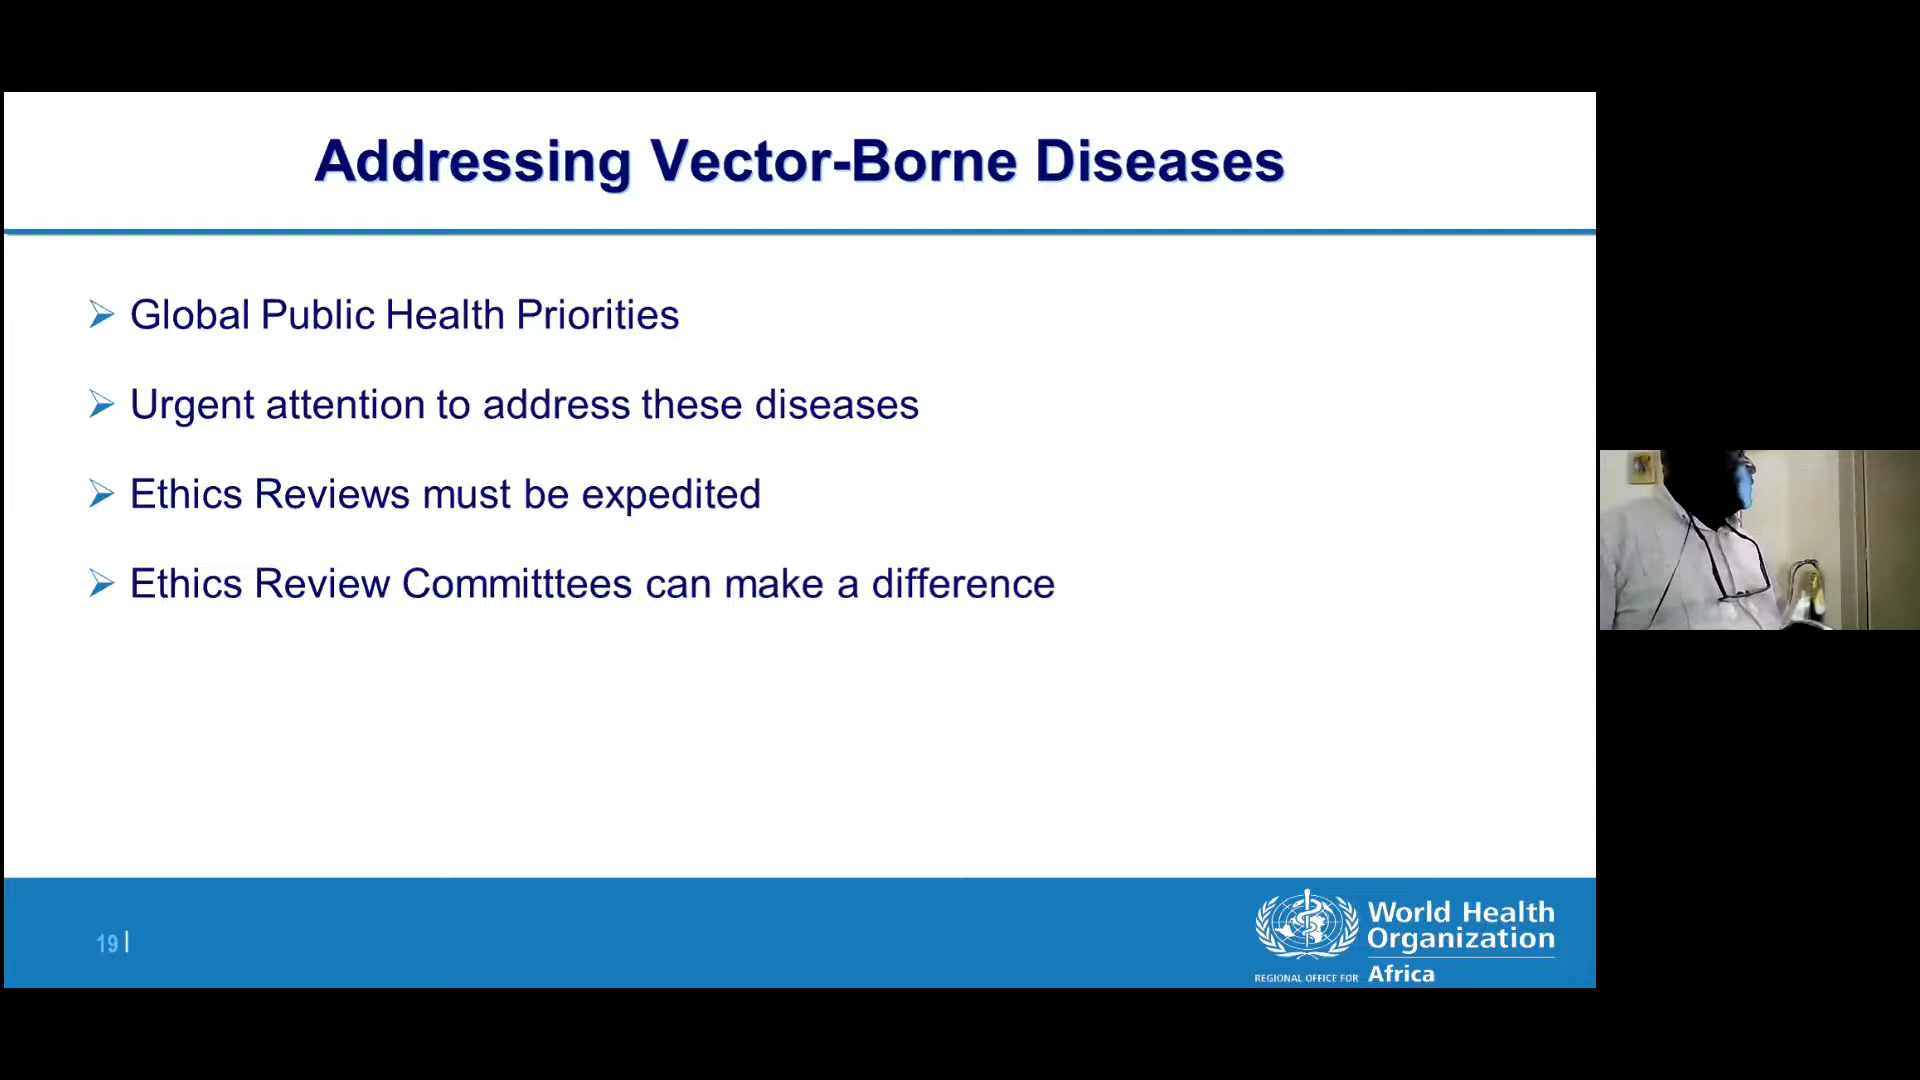 Addressing Vector-Borne Diseases
Global Public Health Priorities
Urgent attention to address these diseases
Ethics Reviews must be expedited
Ethics Review Committtees can make a difference
19 |
World Health
Organization
REGIONAL OFFICE FOR Africa